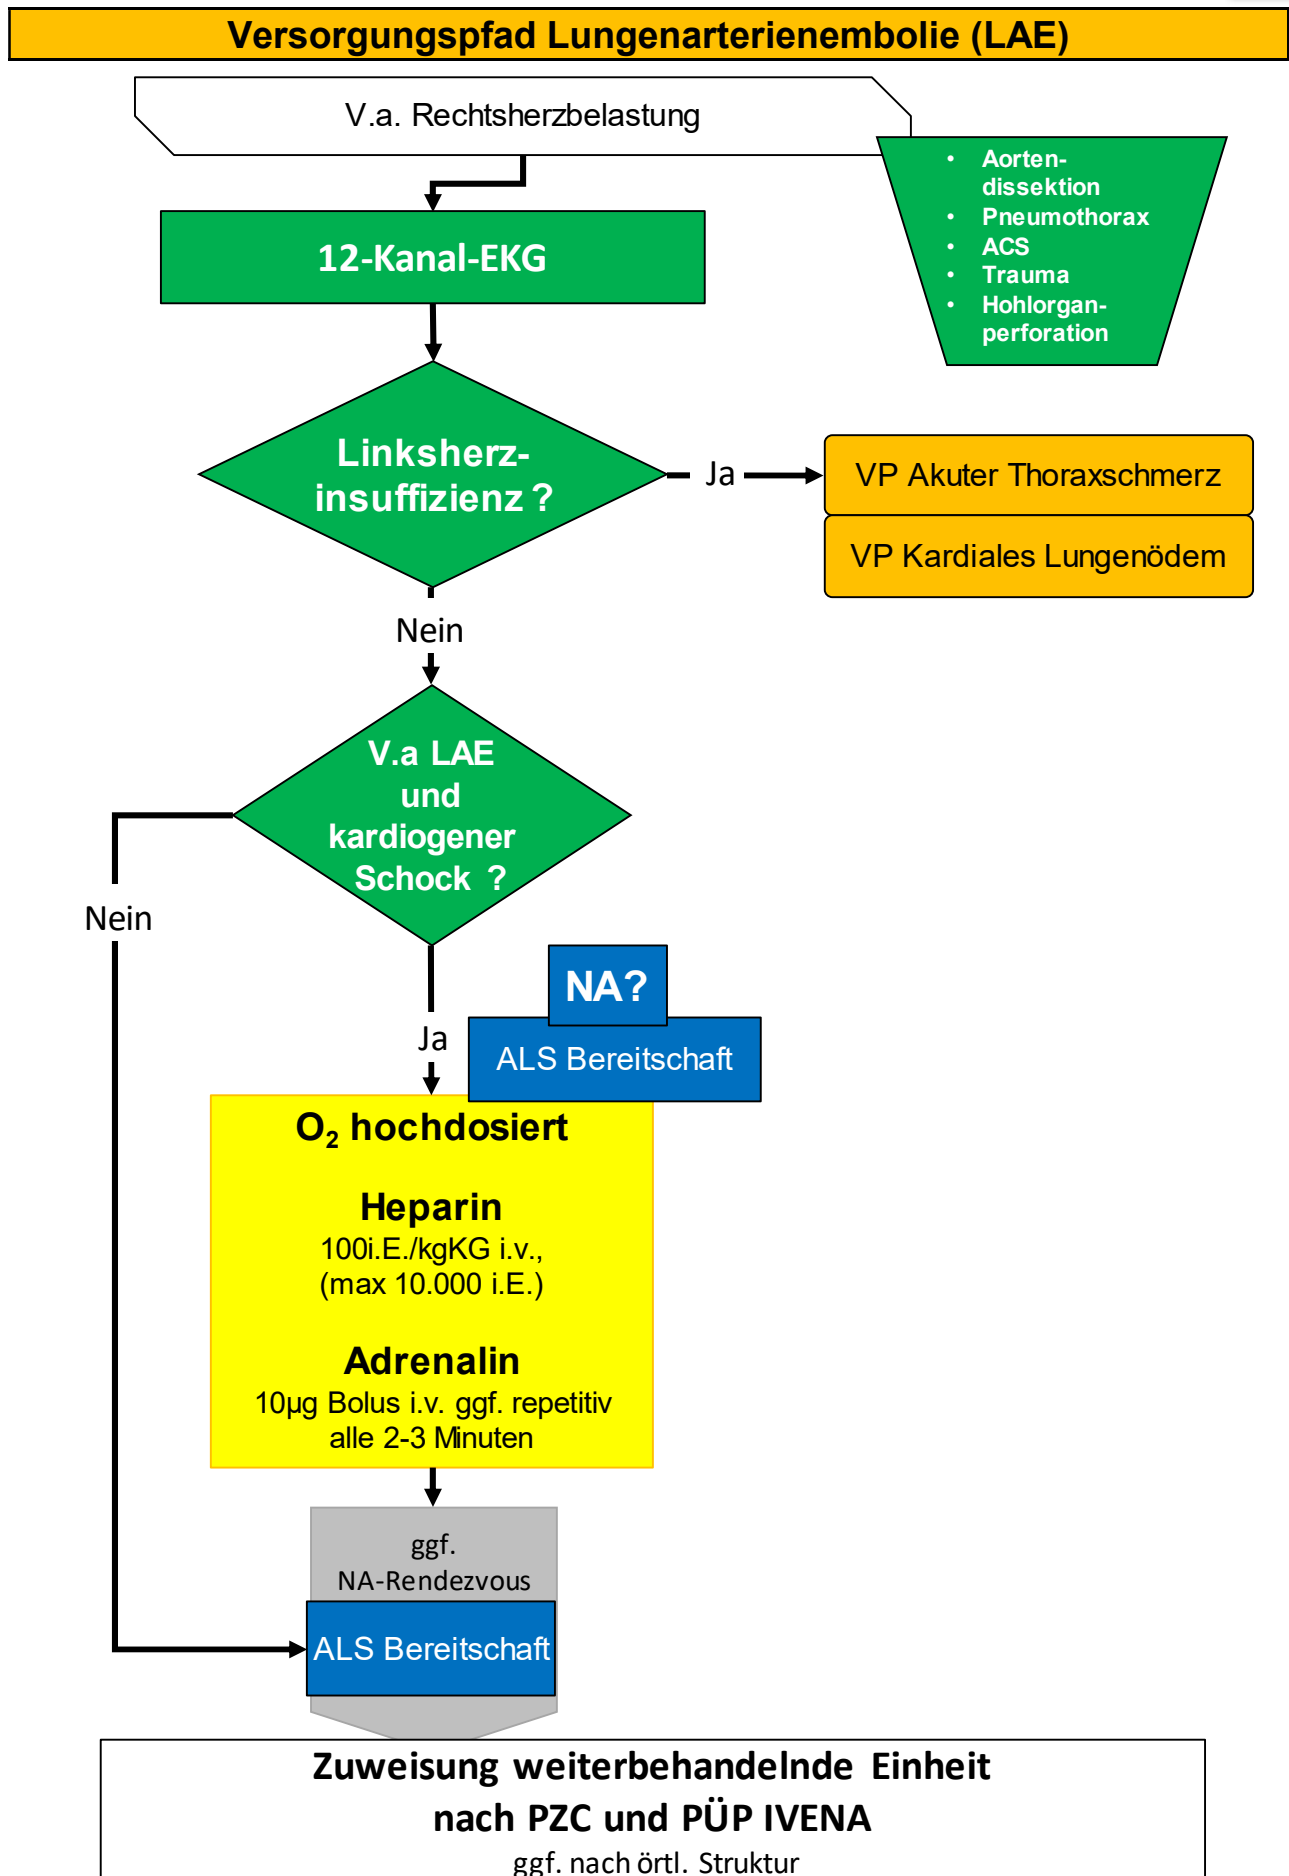 Versorgungspfad Lungenarterienembolie (LAE)
V.a. Rechtsherzbelastung
• Aorten-
dissektion
• Pneumothorax
• ACS
• Trauma
• Hohlorgan-
perforation
12-Kanal-EKG
Linksherz-
insuffizienz ?
Ja
VP Akuter Thoraxschmerz
VP Kardiales Lungenödem
Nein
V.a LAE
und
kardiogener
Schock ?
Nein
NA?
Ja
ALS Bereitschaft
O₂ hochdosiert
Heparin
100i.E./kgKG i.v.,
(max 10.000 i.E.)
Adrenalin
10µg Bolus i.v. ggf. repetitiv
alle 2-3 Minuten
ggf.
NA-Rendezvous
ALS Bereitschaft
Zuweisung weiterbehandelnde Einheit
nach PZC und PÜP IVENA
ggf. nach örtl. Struktur